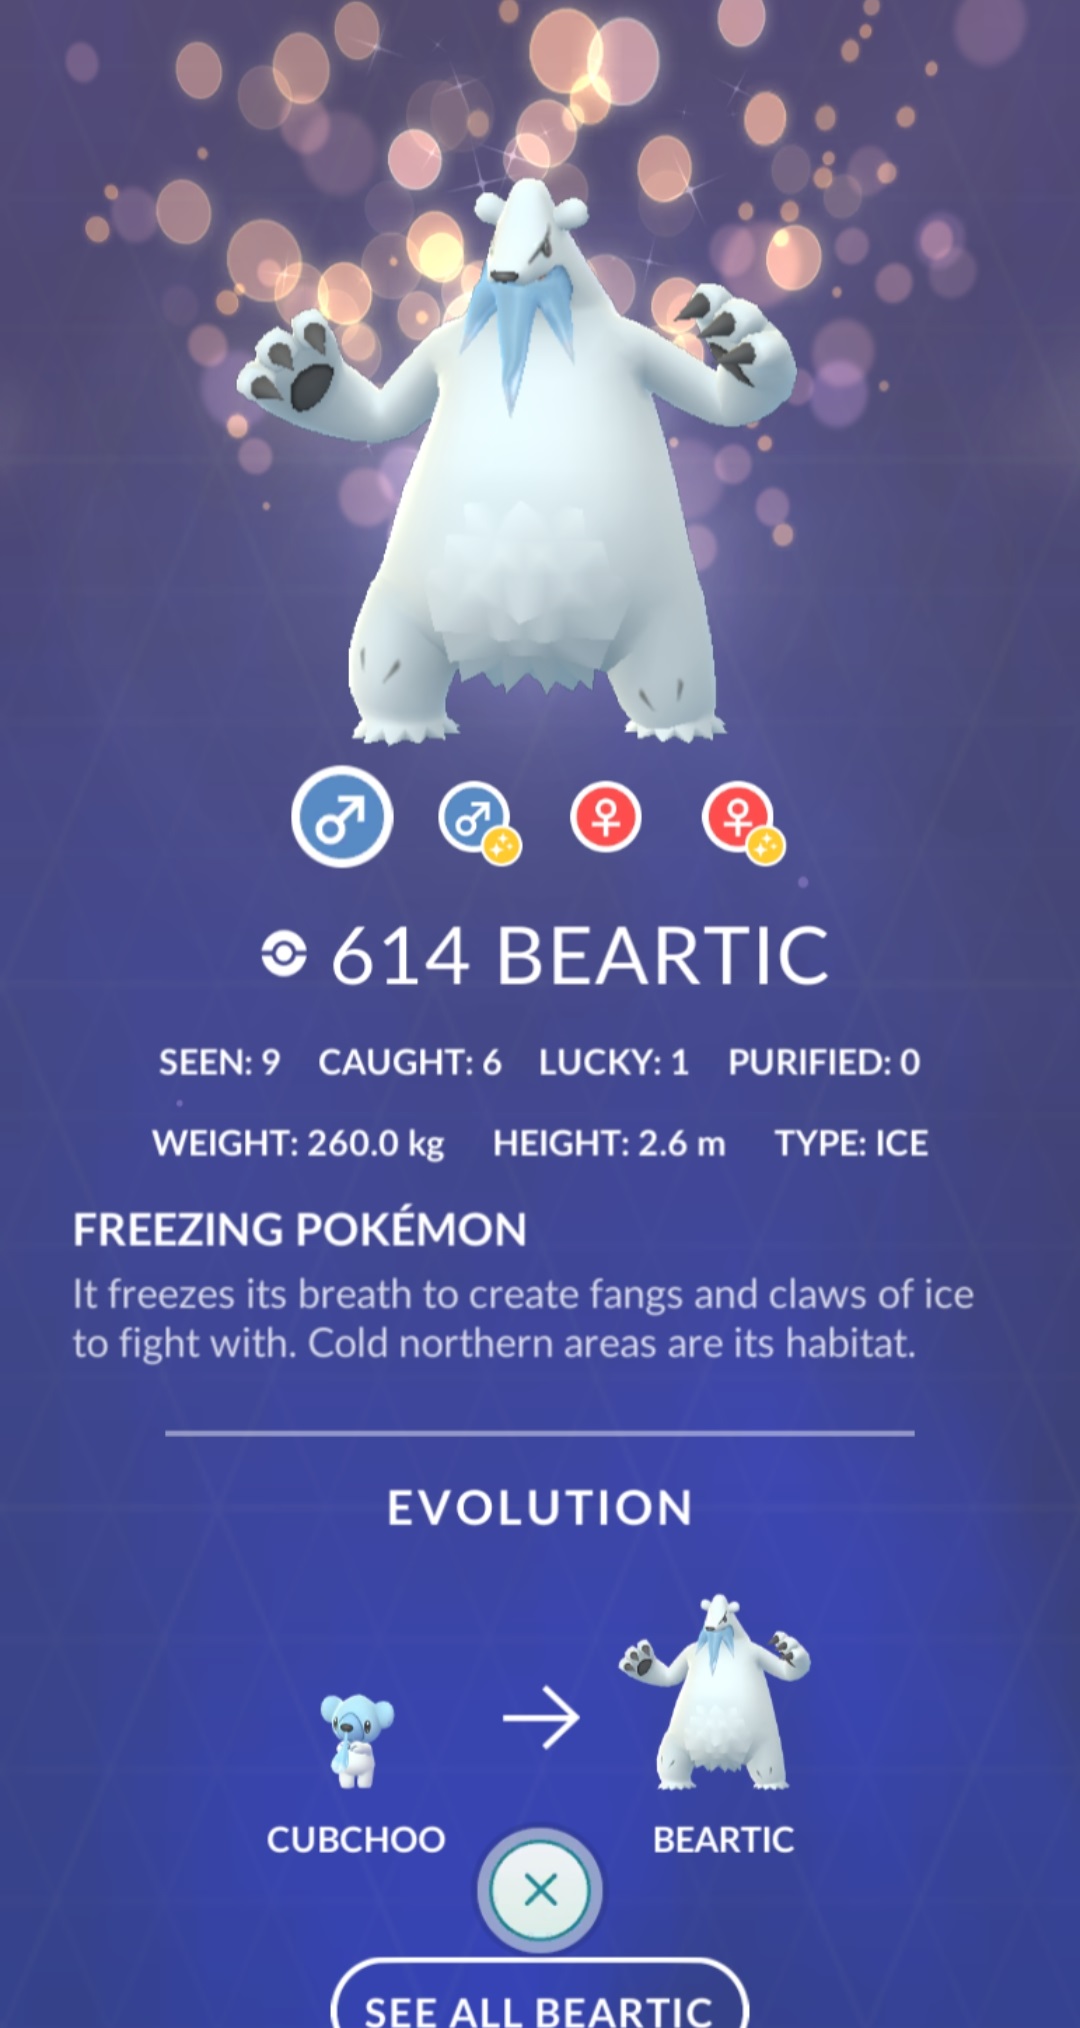 614 BEARTIC
SEEN: 9 CAUGHT: 6 LUCKY: 1 PURIFIED: 0
WEIGHT: 260.0 kg HEIGHT: 2.6 m TYPE: ICE
FREEZING POKÉMON
It freezes its breath to create fangs and claws of ice
to fight with. Cold northern areas are its habitat.
EVOLUTION
CUBCHOO BEARTIC
SEE ALL BEARTIC